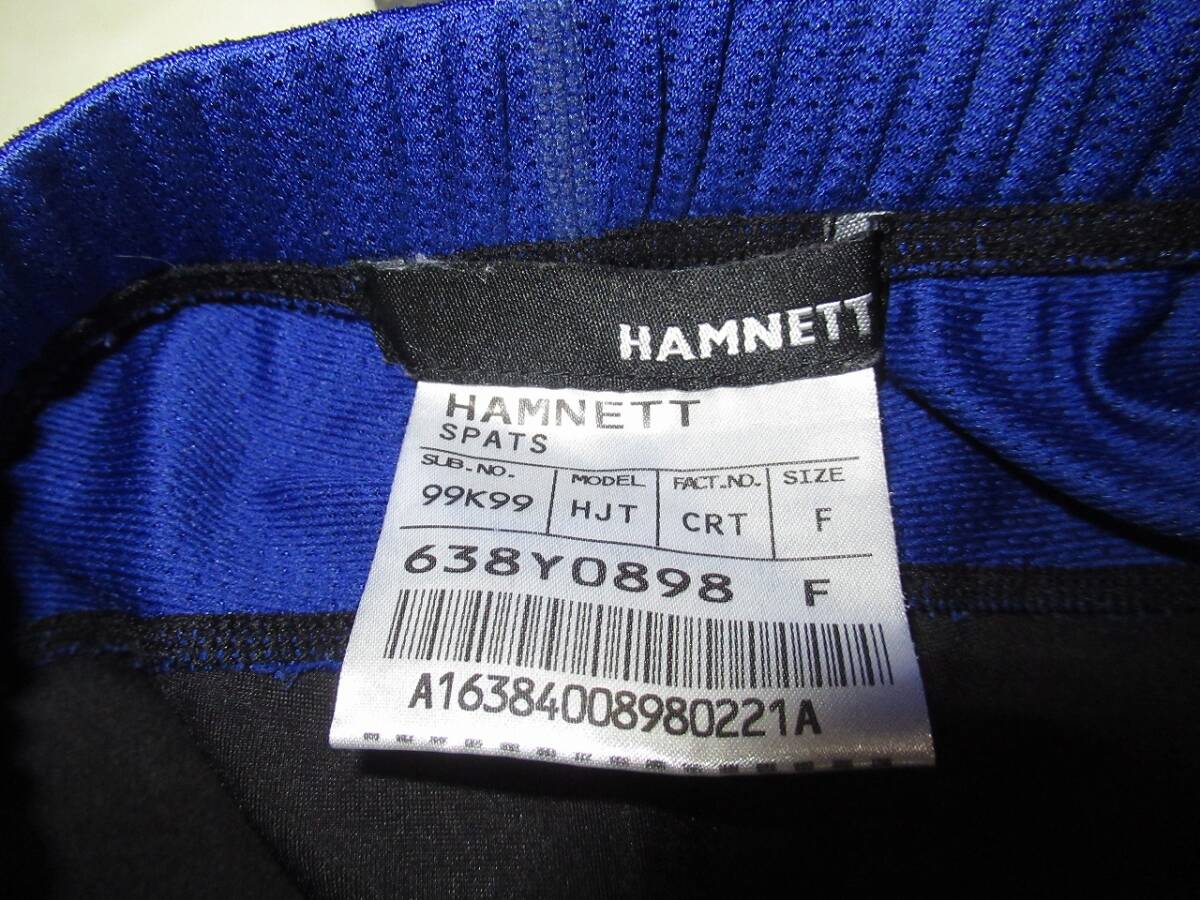 HAMNETT
HAMNETT
SPATS
SUB.NO. MODEL FACT.NO. SIZE
99K99 HJT CRT F
638Y0898 F
A16384008980221A